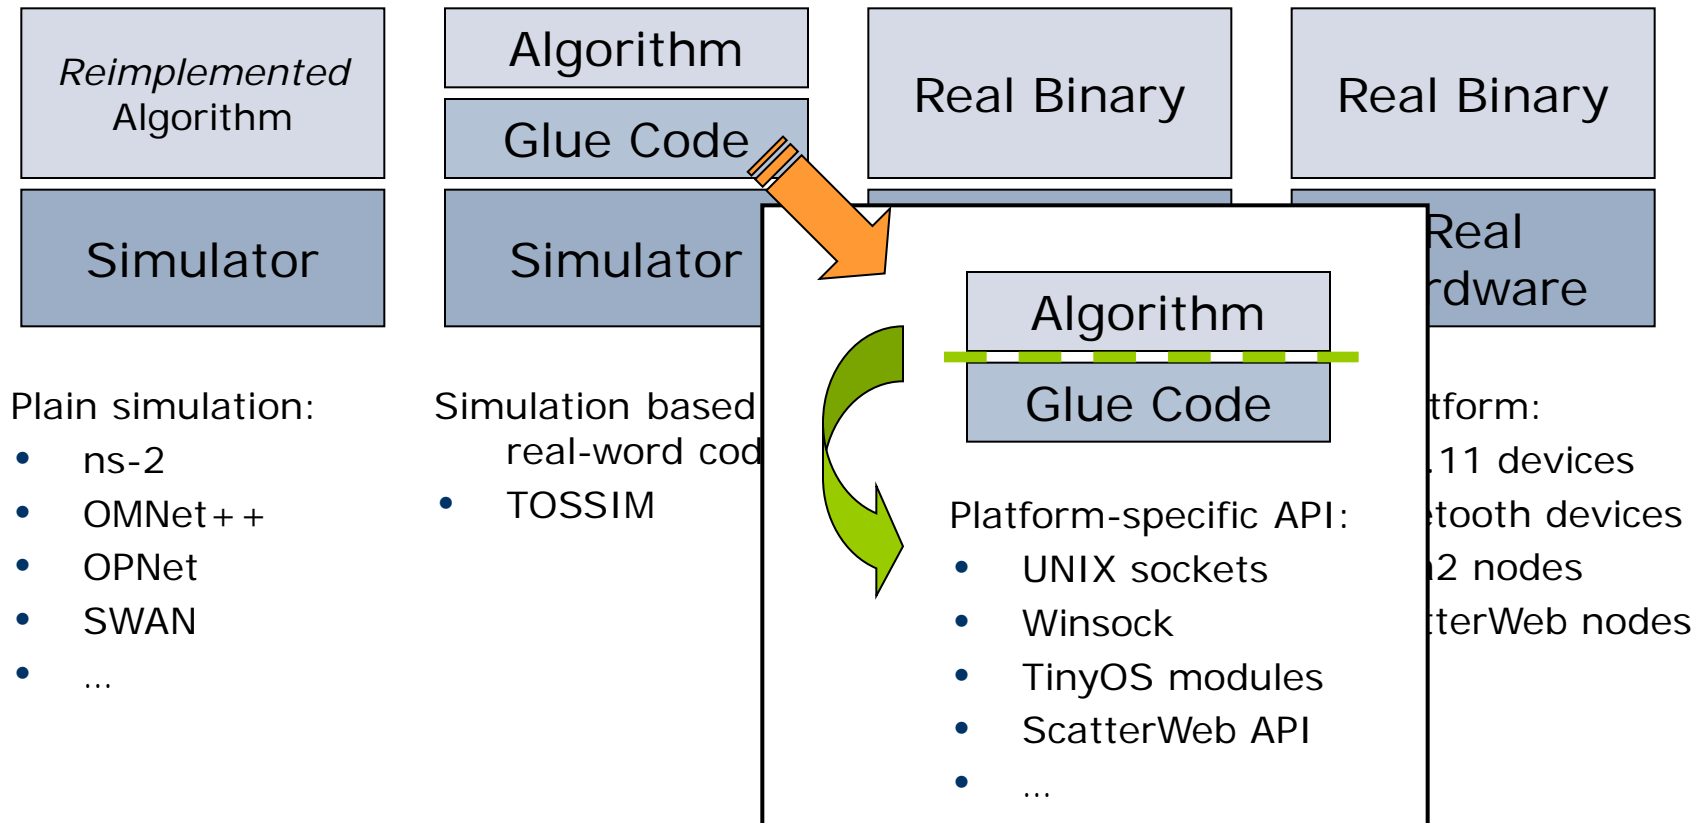 Reimplemented
Algorithm
Simulator
Plain simulation:
• ns-2
• OMNet++
• OPNet
• SWAN
• ...
Algorithm
Glue Code
Simulator
Simulation based
real-word cod
• TOSSIM
Real Binary
Real Binary
Real
rdware
tform:
.11 devices
tooth devices
2 nodes
terWeb nodes
Algorithm
Glue Code
Platform-specific API:
• UNIX sockets
• Winsock
• TinyOS modules
• ScatterWeb API
• ...